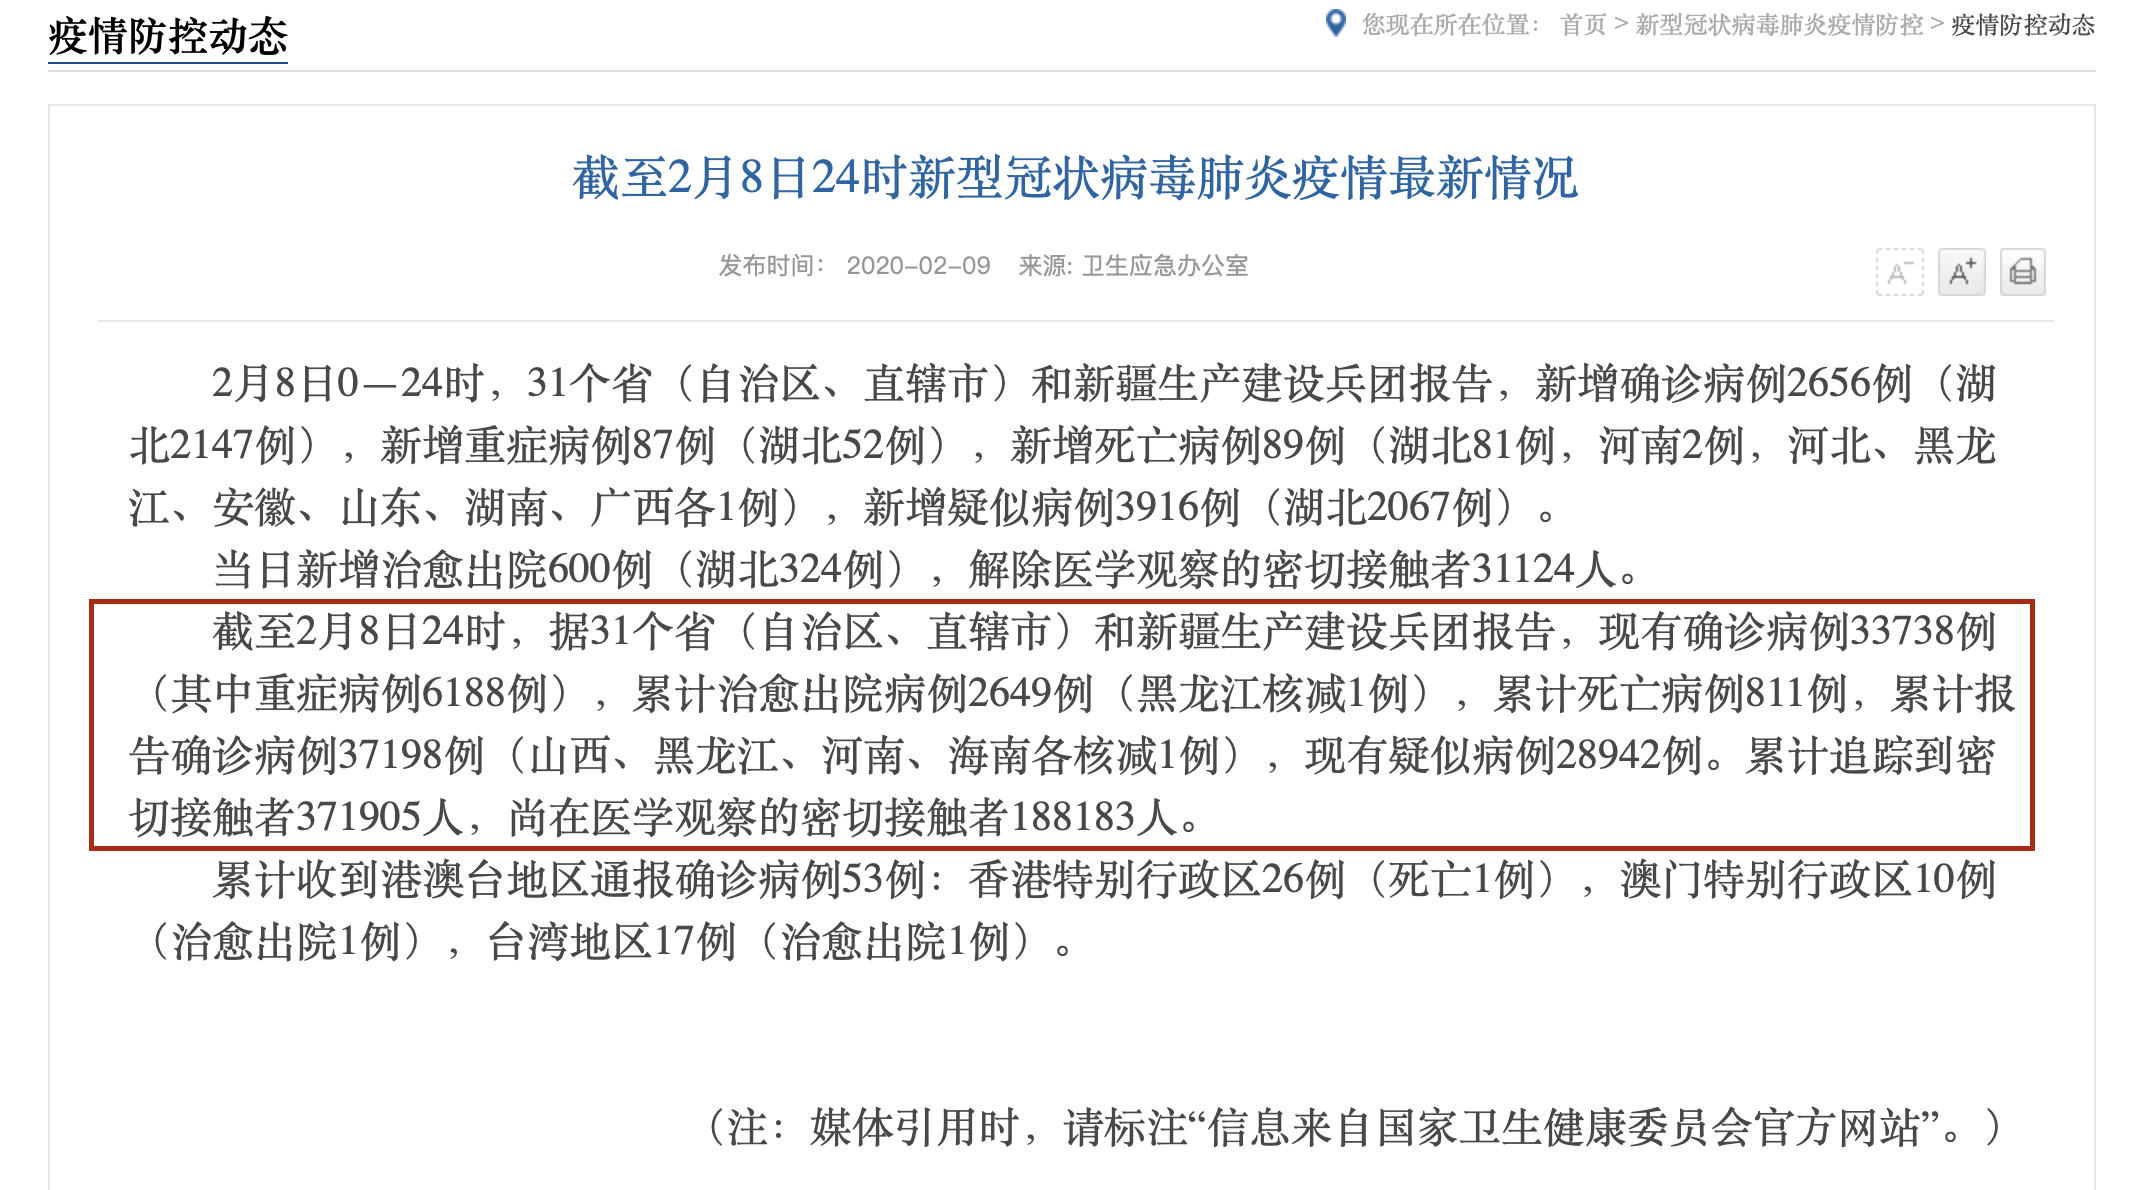 疫情防控动态
您现在所在位置： 首页 > 新型冠状病毒肺炎疫情防控 > 疫情防控动态
截至2月8日24时新型冠状病毒肺炎疫情最新情况
发布时间： 2020-02-09 来源: 卫生应急办公室
A- A+
2月8日0—24时，31个省（自治区、直辖市）和新疆生产建设兵团报告，新增确诊病例2656例（湖
北2147例），新增重症病例87例（湖北52例），新增死亡病例89例（湖北81例，河南2例，河北、黑龙
江、安徽、山东、湖南、广西各1例），新增疑似病例3916例（湖北2067例）。
当日新增治愈出院600例（湖北324例），解除医学观察的密切接触者31124人。
截至2月8日24时，据31个省（自治区、直辖市）和新疆生产建设兵团报告，现有确诊病例33738例
（其中重症病例6188例），累计治愈出院病例2649例（黑龙江核减1例），累计死亡病例811例，累计报
告确诊病例37198例（山西、黑龙江、河南、海南各核减1例），现有疑似病例28942例。累计追踪到密
切接触者371905人，尚在医学观察的密切接触者188183人。
累计收到港澳台地区通报确诊病例53例：香港特别行政区26例（死亡1例），澳门特别行政区10例
（治愈出院1例），台湾地区17例（治愈出院1例）。
（注：媒体引用时，请标注“信息来自国家卫生健康委员会官方网站”。）